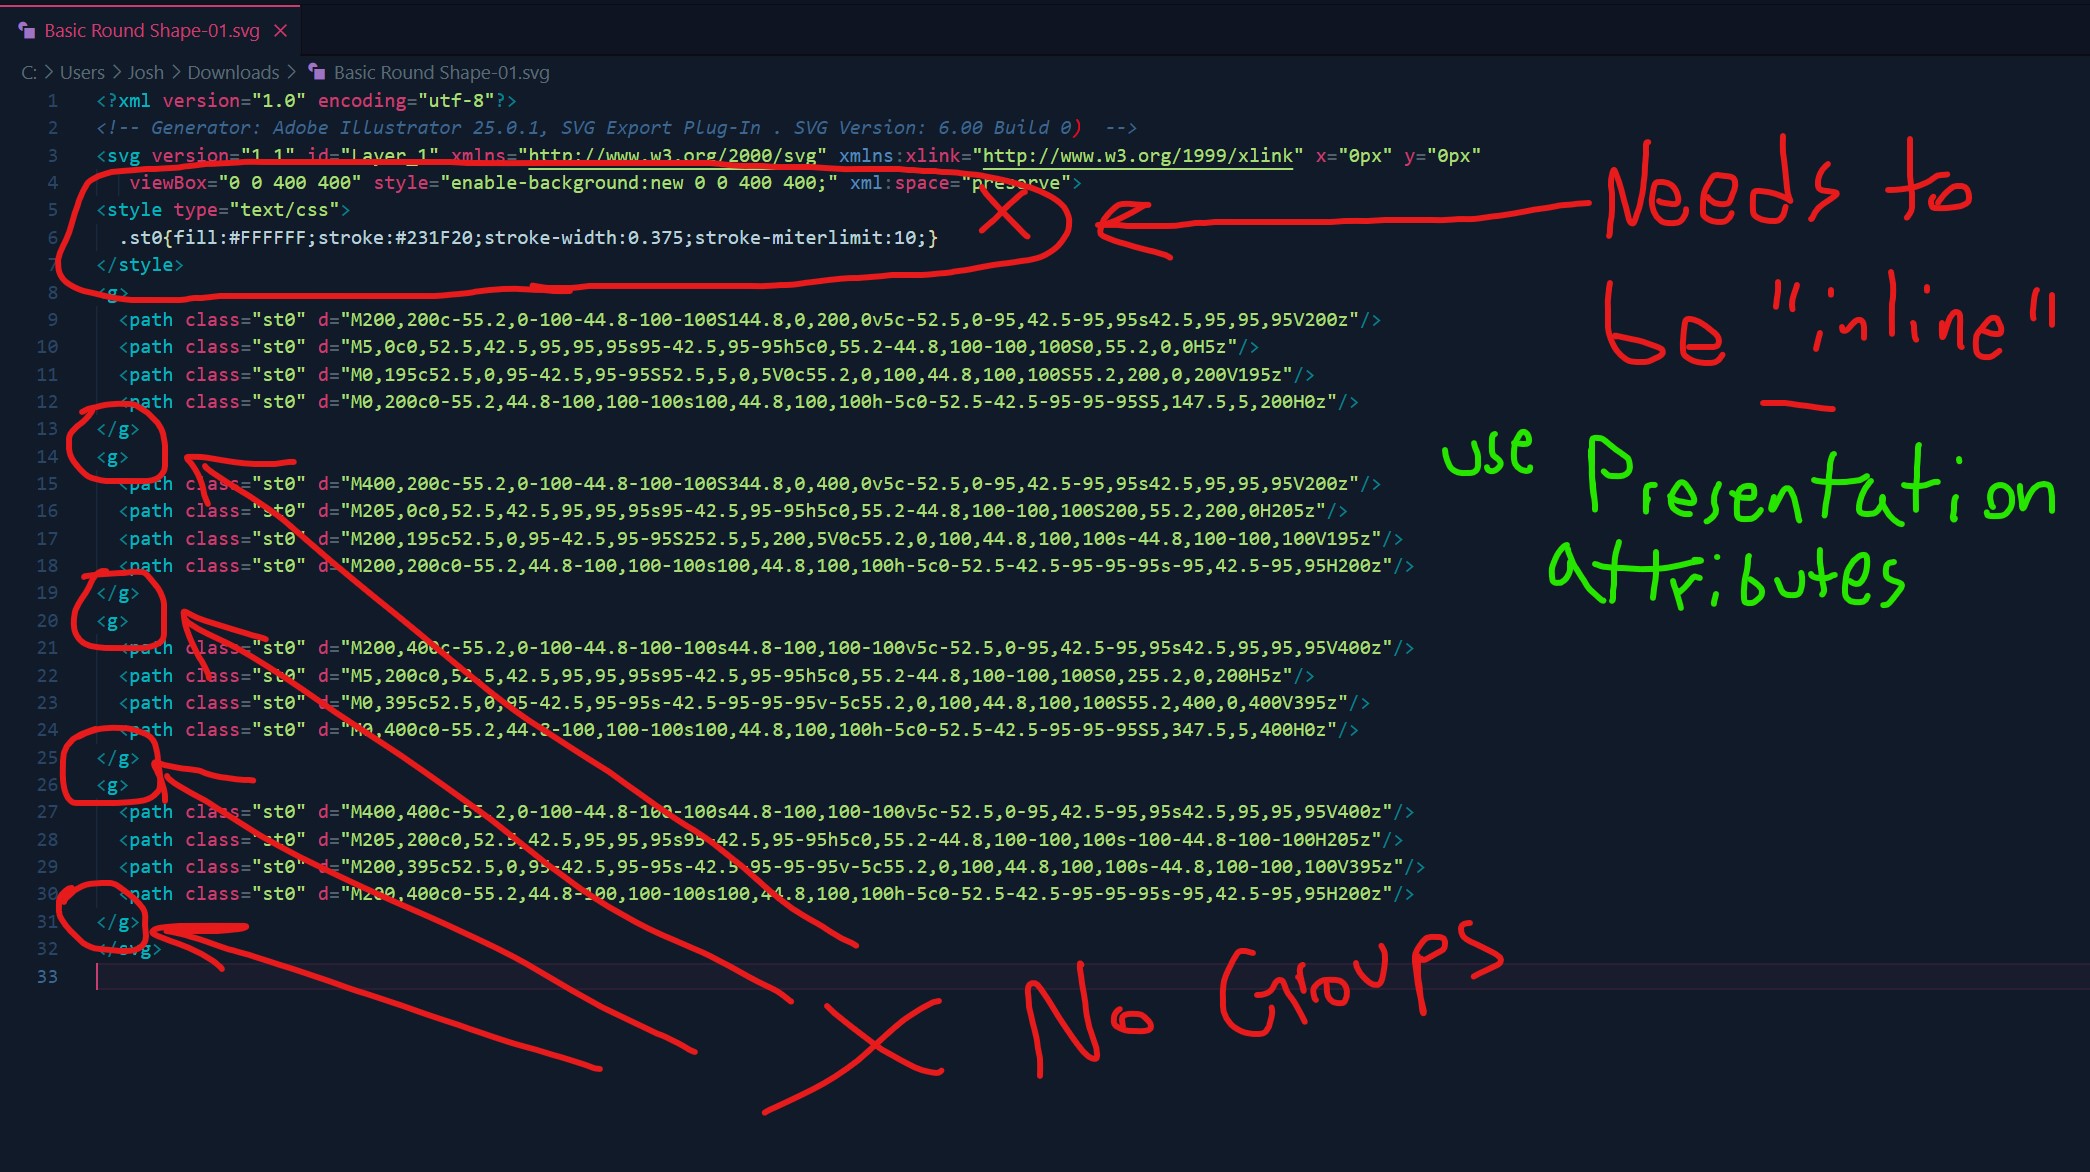 Basic Round Shape-01.svg ×
C: > Users > Josh > Downloads > Basic Round Shape-01.svg
1 <?xml version="1.0" encoding="utf-8"?>
2 <!-- Generator: Adobe Illustrator 25.0.1, SVG Export Plug-In . SVG Version: 6.00 Build 0)  -->
3 <svg version="1.1" id="Layer_1" xmlns="http://www.w3.org/2000/svg" xmlns:xlink="http://www.w3.org/1999/xlink" x="0px" y="0px"
4 viewBox="0 0 400 400" style="enable-background:new 0 0 400 400;" xml:space="preserve">
5 <style type="text/css">
6 .st0{fill:#FFFFFF;stroke:#231F20;stroke-width:0.375;stroke-miterlimit:10;}
7 </style>
8 <g>
9 <path class="st0" d="M200,200c-55.2,0-100-44.8-100-100S144.8,0,200,0v5c-52.5,0-95,42.5-95,95s42.5,95,95,95V200z"/>
10 <path class="st0" d="M5,0c0,52.5,42.5,95,95,95s95-42.5,95-95h5c0,55.2-44.8,100-100,100S0,55.2,0,0H5z"/>
11 <path class="st0" d="M0,195c52.5,0,95-42.5,95-95S52.5,5,0,5V0c55.2,0,100,44.8,100,100S55.2,200,0,200V195z"/>
12 <path class="st0" d="M0,200c0-55.2,44.8-100,100-100s100,44.8,100,100h-5c0-52.5-42.5-95-95-95S5,147.5,5,200H0z"/>
13 </g>
14 <g>
15 <path class="st0" d="M400,200c-55.2,0-100-44.8-100-100S344.8,0,400,0v5c-52.5,0-95,42.5-95,95s42.5,95,95,95V200z"/>
16 <path class="st0" d="M205,0c0,52.5,42.5,95,95,95s95-42.5,95-95h5c0,55.2-44.8,100-100,100S200,55.2,200,0H205z"/>
17 <path class="st0" d="M200,195c52.5,0,95-42.5,95-95S252.5,5,200,5V0c55.2,0,100,44.8,100,100s-44.8,100-100,100V195z"/>
18 <path class="st0" d="M200,200c0-55.2,44.8-100,100-100s100,44.8,100,100h-5c0-52.5-42.5-95-95-95s-95,42.5-95,95H200z"/>
19 </g>
20 <g>
21 <path class="st0" d="M200,400c-55.2,0-100-44.8-100-100s44.8-100,100-100v5c-52.5,0-95,42.5-95,95s42.5,95,95,95V400z"/>
22 <path class="st0" d="M5,200c0,52.5,42.5,95,95,95s95-42.5,95-95h5c0,55.2-44.8,100-100,100S0,255.2,0,200H5z"/>
23 <path class="st0" d="M0,395c52.5,0,95-42.5,95-95s-42.5-95-95-95v-5c55.2,0,100,44.8,100,100S55.2,400,0,400V395z"/>
24 <path class="st0" d="M0,400c0-55.2,44.8-100,100-100s100,44.8,100,100h-5c0-52.5-42.5-95-95-95S5,347.5,5,400H0z"/>
25 </g>
26 <g>
27 <path class="st0" d="M400,400c-55.2,0-100-44.8-100-100s44.8-100,100-100v5c-52.5,0-95,42.5-95,95s42.5,95,95,95V400z"/>
28 <path class="st0" d="M205,200c0,52.5,42.5,95,95,95s95-42.5,95-95h5c0,55.2-44.8,100-100,100s-100-44.8-100-100H205z"/>
29 <path class="st0" d="M200,395c52.5,0,95-42.5,95-95s-42.5-95-95-95v-5c55.2,0,100,44.8,100,100s-44.8,100-100,100V395z"/>
30 <path class="st0" d="M200,400c0-55.2,44.8-100,100-100s100,44.8,100,100h-5c0-52.5-42.5-95-95-95s-95,42.5-95,95H200z"/>
31 </g>
32 </svg>
33
Needs to
be "inline"
use Presentation
attributes
X No Groups